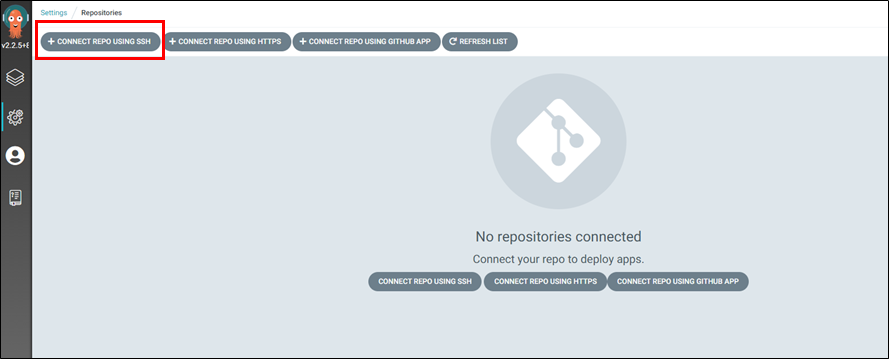 Settings Repositories
v2.2.5+8
CONNECT REPO USING SSH CONNECT REPO USING HTTPS CONNECT REPO USING GITHUB APP REFRESH LIST
No repositories connected
Connect your repo to deploy apps.
CONNECT REPO USING SSH CONNECT REPO USING HTTPS CONNECT REPO USING GITHUB APP